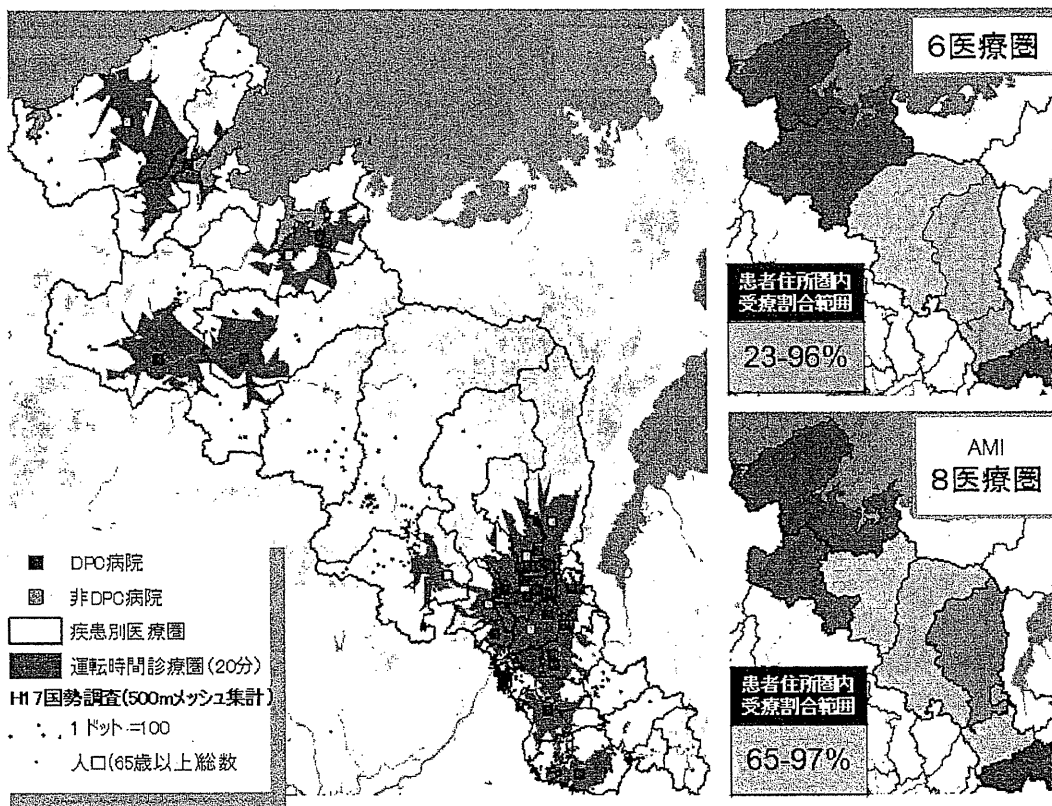 DPC病院
非DPC病院
疾患別医療圏
運転時間診療圏(20分)
H17国勢調査(500mメッシュ集計)
1ドット=100
人口(65歳以上)総数
6医療圏
患者住所圏内
受療割合範囲
23-96%
AMI
8医療圏
患者住所圏内
受療割合範囲
65-97%